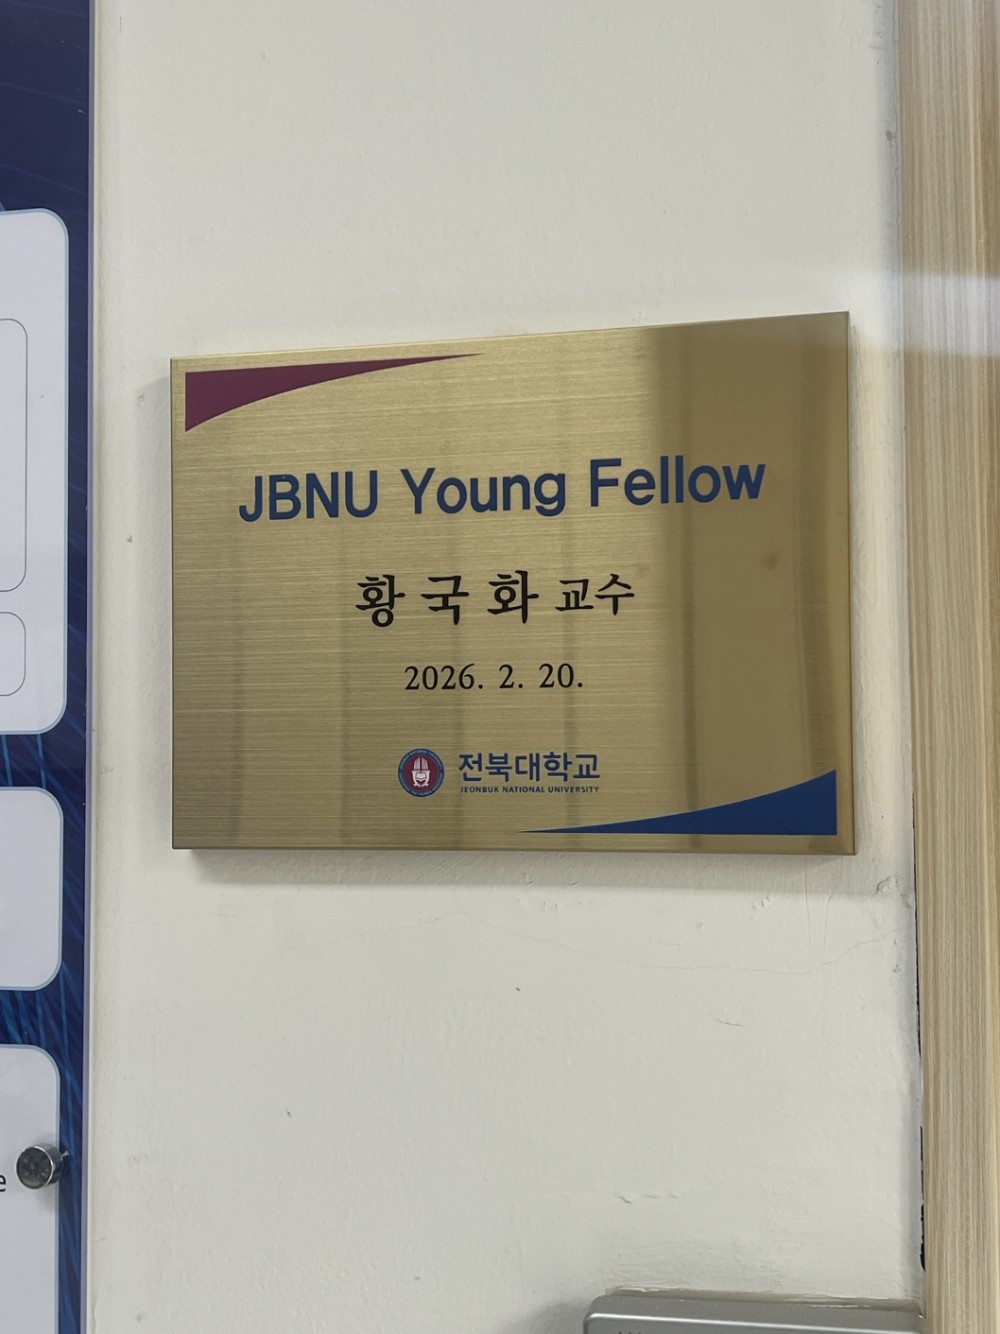 JBNU Young Fellow
황국화 교수
2026. 2. 20.
전북대학교
JEONBUK NATIONAL UNIVERSITY
e